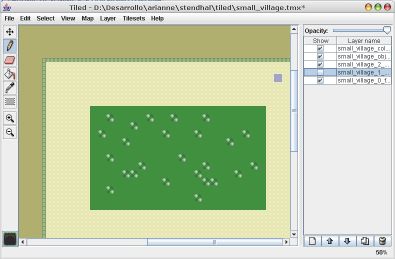 Tiled - D:\Desarrollo\arianne\stendhal\tiled\small_village.tmx*
File Edit Select View Map Layer Tilesets Help
Opacity:
Show Layer name
small_village_col...
small_village_obj...
small_village_2_...
small_village_1_...
small_village_0_f...
50%